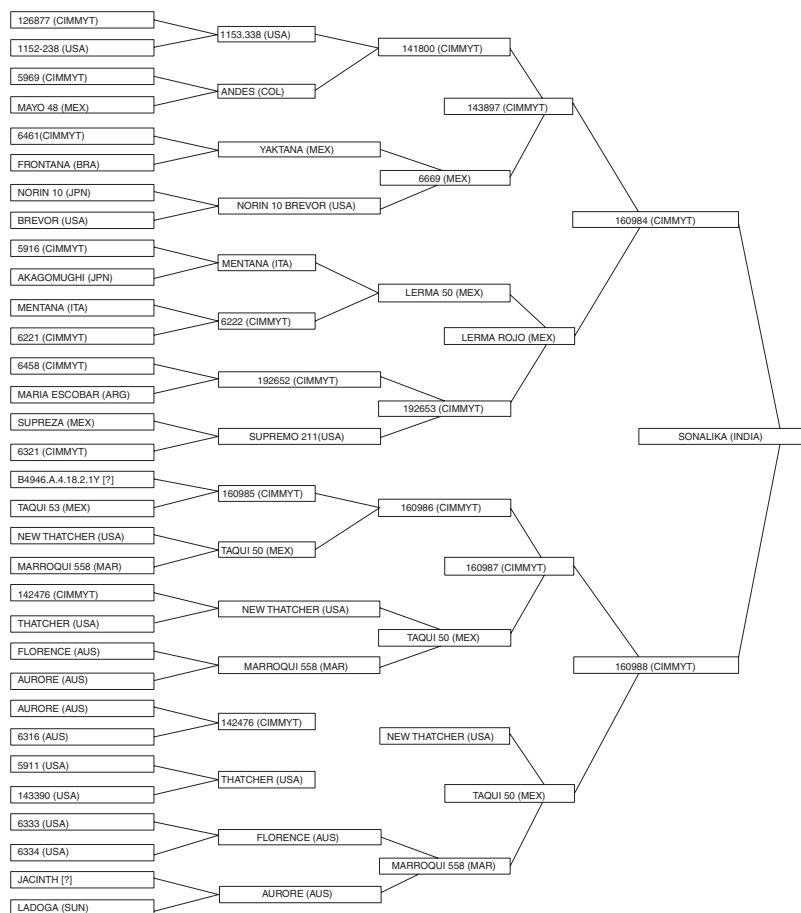 126877 (CIMMYT)
1152-238 (USA)
5969 (CIMMYT)
MAYO 48 (MEX)
6461(CIMMYT)
FRONTANA (BRA)
NORIN 10 (JPN)
BREVOR (USA)
5916 (CIMMYT)
AKAGOMUGHI (JPN)
MENTANA (ITA)
6221 (CIMMYT)
6458 (CIMMYT)
MARIA ESCOBAR (ARG)
SUPREZA (MEX)
6321 (CIMMYT)
B4946.A.4.18.2.1Y [?]
TAQUI 53 (MEX)
NEW THATCHER (USA)
MARROQUI 558 (MAR)
142476 (CIMMYT)
THATCHER (USA)
FLORENCE (AUS)
AURORE (AUS)
AURORE (AUS)
6316 (AUS)
5911 (USA)
143390 (USA)
6333 (USA)
6334 (USA)
JACINTH [?]
LADOGA (SUN)
1153.338 (USA)
ANDES (COL)
YAKTANA (MEX)
NORIN 10 BREVOR (USA)
MENTANA (ITA)
6222 (CIMMYT)
192652 (CIMMYT)
SUPREMO 211(USA)
160985 (CIMMYT)
TAQUI 50 (MEX)
NEW THATCHER (USA)
MARROQUI 558 (MAR)
142476 (CIMMYT)
THATCHER (USA)
FLORENCE (AUS)
AURORE (AUS)
141800 (CIMMYT)
6669 (MEX)
LERMA 50 (MEX)
192653 (CIMMYT)
160986 (CIMMYT)
TAQUI 50 (MEX)
NEW THATCHER (USA)
MARROQUI 558 (MAR)
143897 (CIMMYT)
LERMA ROJO (MEX)
160987 (CIMMYT)
TAQUI 50 (MEX)
160984 (CIMMYT)
160988 (CIMMYT)
SONALIKA (INDIA)